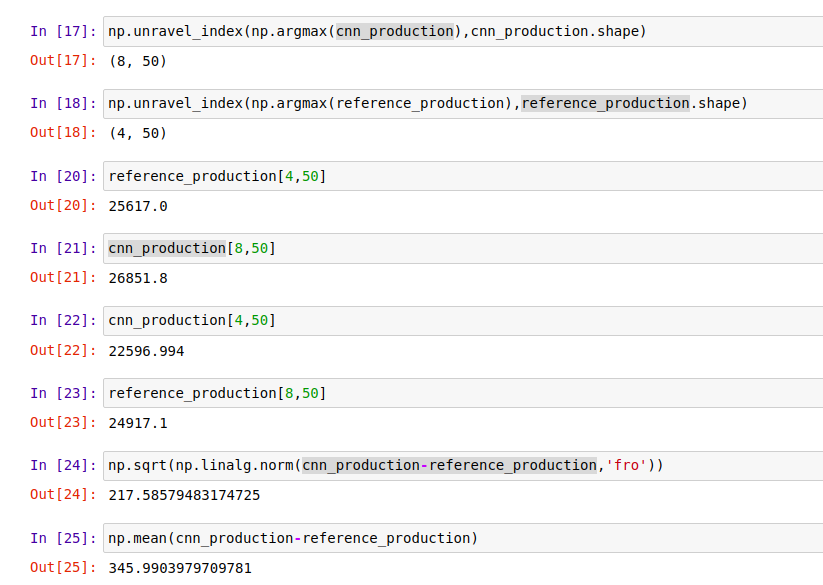 In [17]: np.unravel_index(np.argmax(cnn_production),cnn_production.shape)
Out[17]: (8, 50)
In [18]: np.unravel_index(np.argmax(reference_production),reference_production.shape)
Out[18]: (4, 50)
In [20]: reference_production[4,50]
Out[20]: 25617.0
In [21]: cnn_production[8,50]
Out[21]: 26851.8
In [22]: cnn_production[4,50]
Out[22]: 22596.994
In [23]: reference_production[8,50]
Out[23]: 24917.1
In [24]: np.sqrt(np.linalg.norm(cnn_production-reference_production,'fro'))
Out[24]: 217.58579483174725
In [25]: np.mean(cnn_production-reference_production)
Out[25]: 345.9903979709781